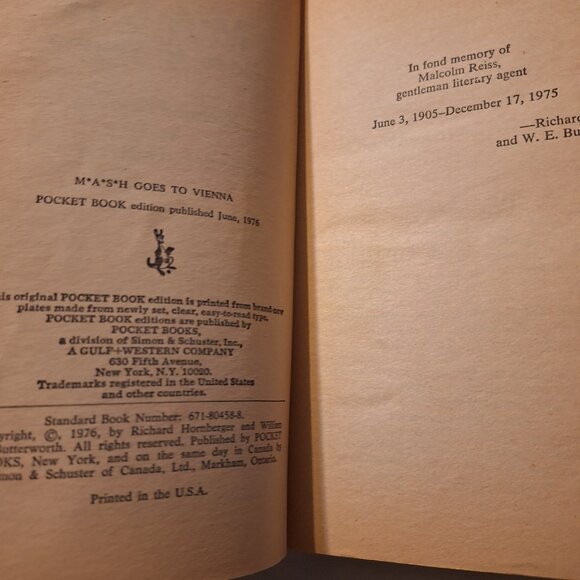 M*A*S*H GOES TO VIENNA
POCKET BOOK edition published June, 1976
is original POCKET BOOK edition is printed from brand-new
plates made from newly set, clear, easy-to-read type.
POCKET BOOK editions are published by
POCKET BOOKS,
a division of Simon & Schuster, Inc.,
A GULF+WESTERN COMPANY
630 Fifth Avenue,
New York, N.Y. 10020.
Trademarks registered in the United States
and other countries.
Standard Book Number: 671-80458-8.
yright, ©, 1976, by Richard Hornberger and William
Butterworth. All rights reserved. Published by POCKET
OKS, New York, and on the same day in Canada by
mon & Schuster of Canada, Ltd., Markham, Ontario.
Printed in the U.S.A.
In fond memory of
Malcolm Reiss,
gentleman literary agent
June 3, 1905–December 17, 1975
—Richard
and W. E. Bu